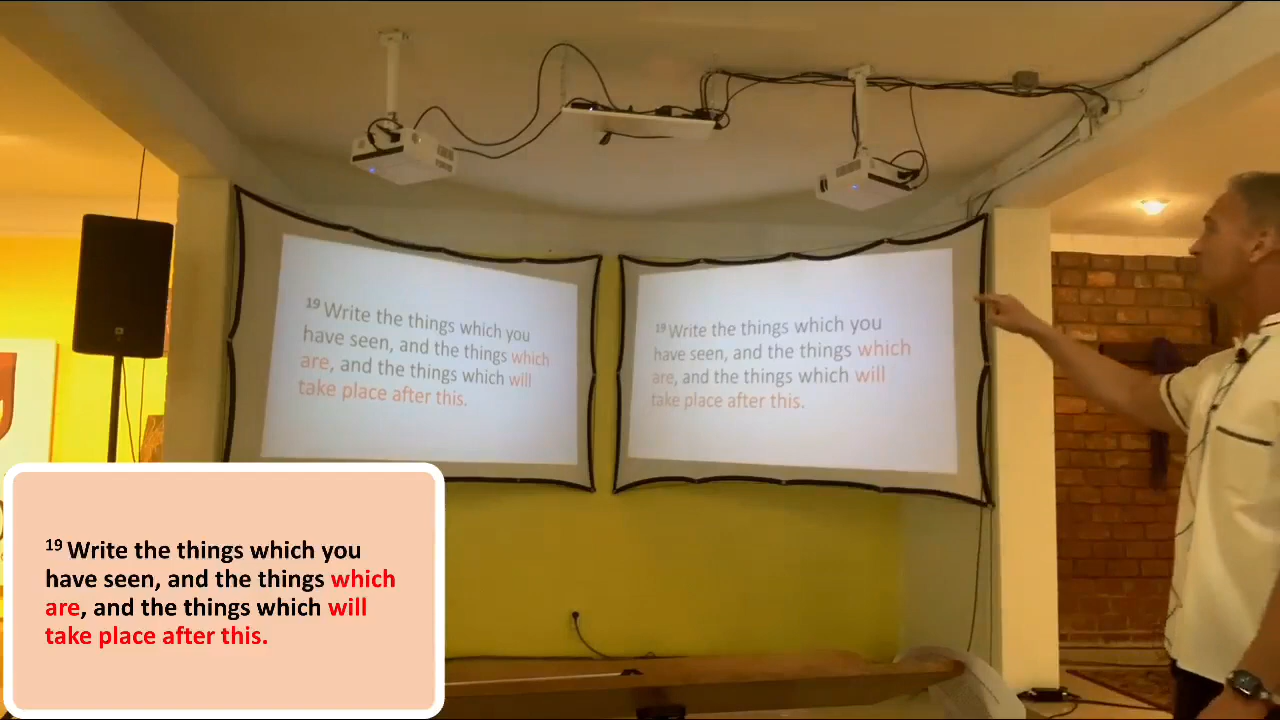 19 Write the things which you
have seen, and the things which
are, and the things which will
take place after this.
19 Write the things which you
have seen, and the things which
are, and the things which will
take place after this.
19 Write the things which you
have seen, and the things which
are, and the things which will
take place after this.